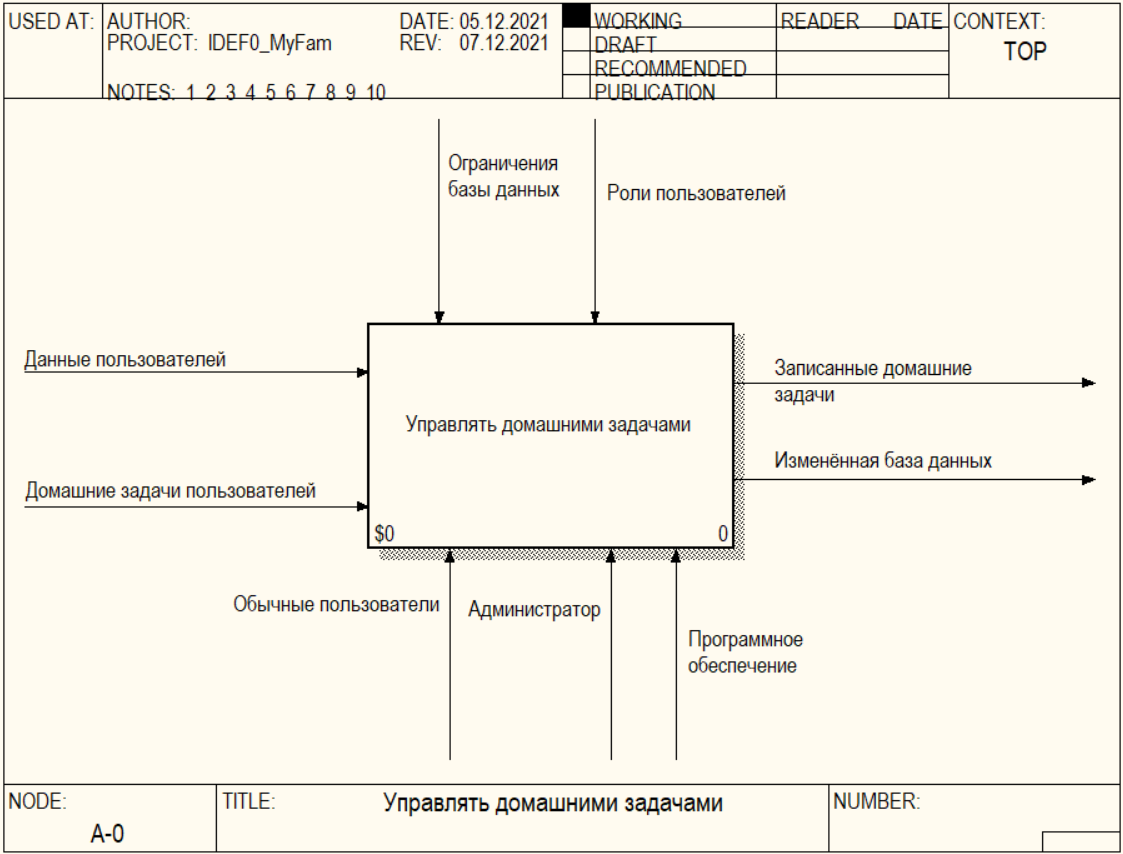 USED AT:
AUTHOR:
DATE: 05.12.2021
PROJECT: IDEF0_MyFam
REV: 07.12.2021
NOTES: 1 2 3 4 5 6 7 8 9 10
WORKING
DRAFT
RECOMMENDED
PUBLICATION
READER DATE
CONTEXT:
TOP
Ограничения
базы данных
Роли пользователей
Данные пользователей
Домашние задачи пользователей
Управлять домашними задачами
$0
0
Записанные домашние
задачи
Изменённая база данных
Обычные пользователи
Администратор
Программное
обеспечение
NODE:
A-0
TITLE:
Управлять домашними задачами
NUMBER: